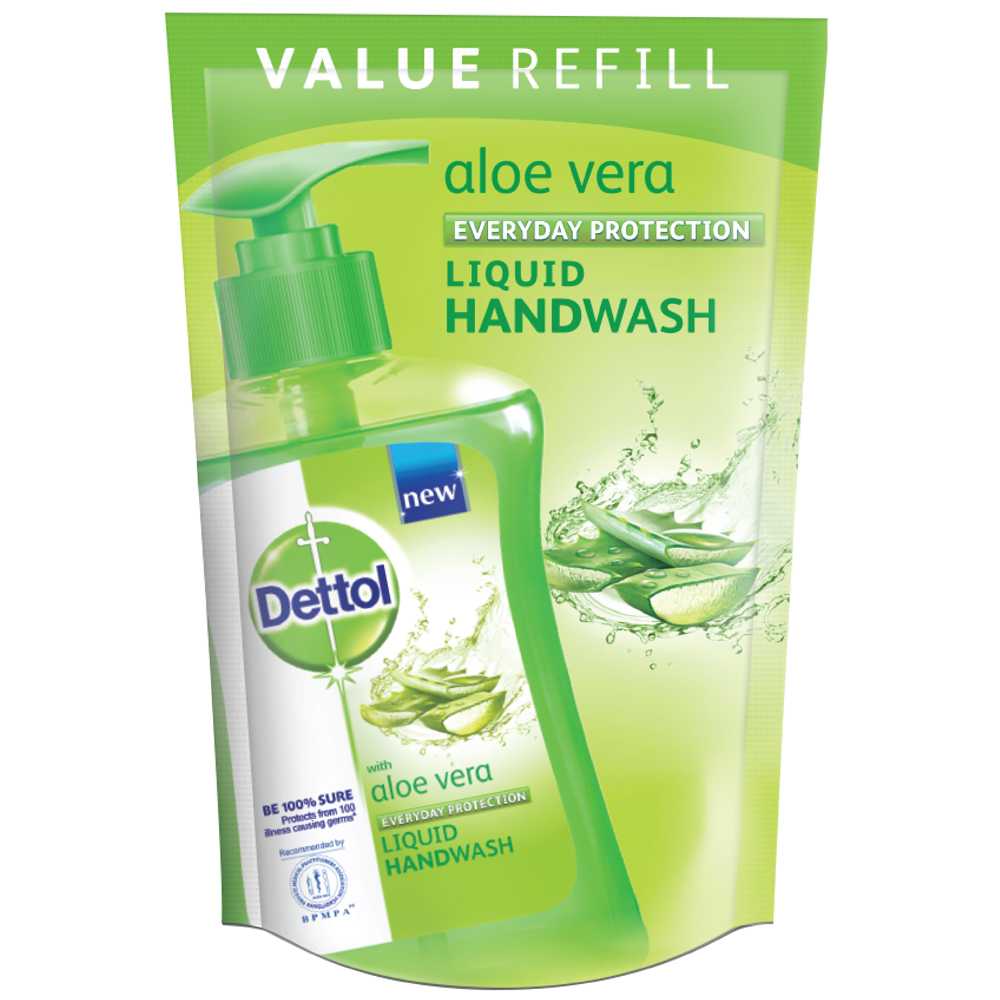 VALUE REFILL
aloe vera
EVERYDAY PROTECTION
LIQUID
HANDWASH
new
Dettol
with
aloe vera
EVERYDAY PROTECTION
LIQUID
HANDWASH
BE 100% SURE
Protects from 100
illness causing germs*
Recommended by
BPMPA™